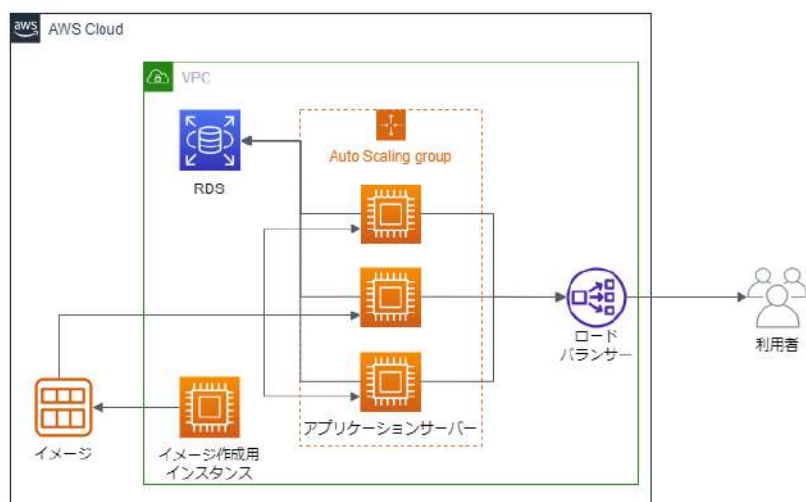 aws
AWS Cloud
VPC
Auto Scaling group
RDS
ロード
バランサー
利用者
アプリケーションサーバー
イメージ
イメージ作成用
インスタンス